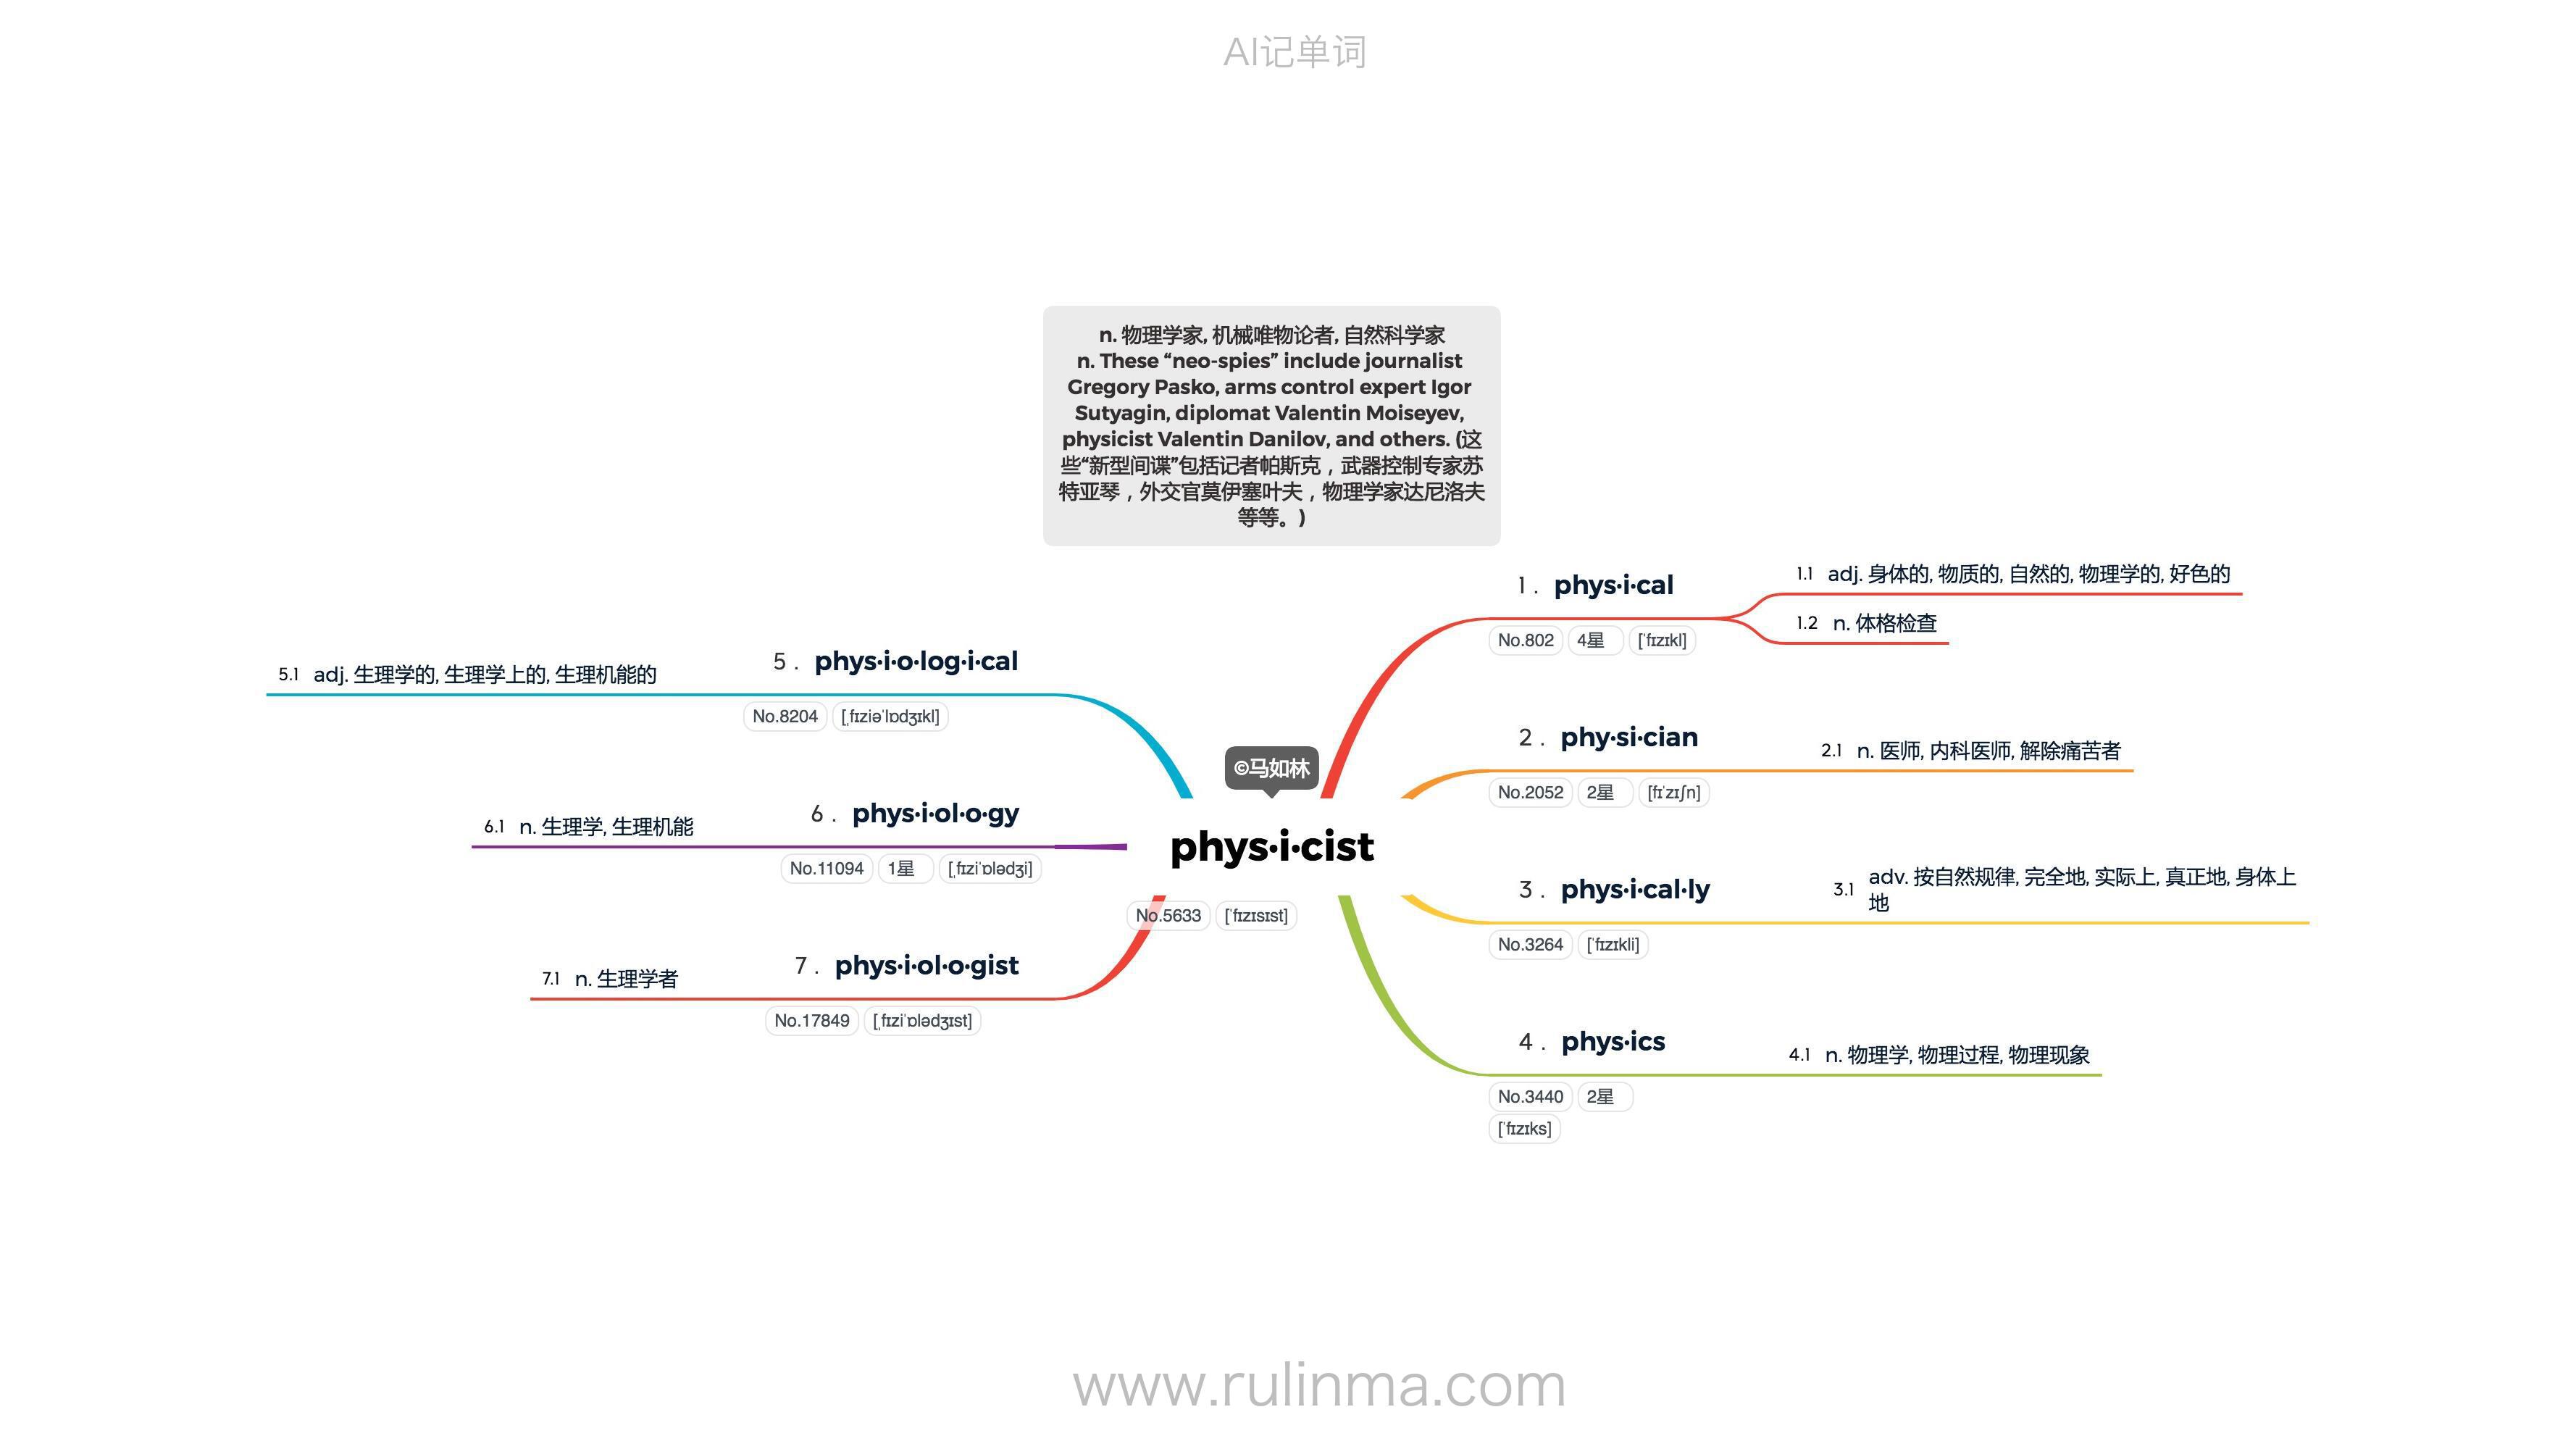 AI记单词
n. 物理学家, 机械唯物论者, 自然科学家
n. These “neo-spies” include journalist
Gregory Pasko, arms control expert Igor
Sutyagin, diplomat Valentin Moiseyev,
physicist Valentin Danilov, and others. (这
些“新型间谍”包括记者帕斯克，武器控制专家苏
特亚琴，外交官莫伊塞叶夫，物理学家达尼洛夫
等等。)
©马如林
phys·i·cist
No.5633 [ˈfɪzɪsɪst]
1. phys·i·cal
No.802 4星 [ˈfɪzɪkl]
1.1 adj. 身体的, 物质的, 自然的, 物理学的, 好色的
1.2 n. 体格检查
2. phy·si·cian
No.2052 2星 [fɪˈzɪʃn]
2.1 n. 医师, 内科医师, 解除痛苦者
3. phys·i·cal·ly
No.3264 [ˈfɪzɪkli]
3.1 adv. 按自然规律, 完全地, 实际上, 真正地, 身体上
地
4. phys·ics
No.3440 2星
[ˈfɪzɪks]
4.1 n. 物理学, 物理过程, 物理现象
5. phys·i·o·log·i·cal
No.8204 [ˌfɪziəˈlɒdʒɪkl]
5.1 adj. 生理学的, 生理学上的, 生理机能的
6. phys·i·ol·o·gy
No.11094 1星 [ˌfɪziˈɒlədʒi]
6.1 n. 生理学, 生理机能
7. phys·i·ol·o·gist
No.17849 [ˌfɪziˈɒlədʒɪst]
7.1 n. 生理学者
www.rulinma.com